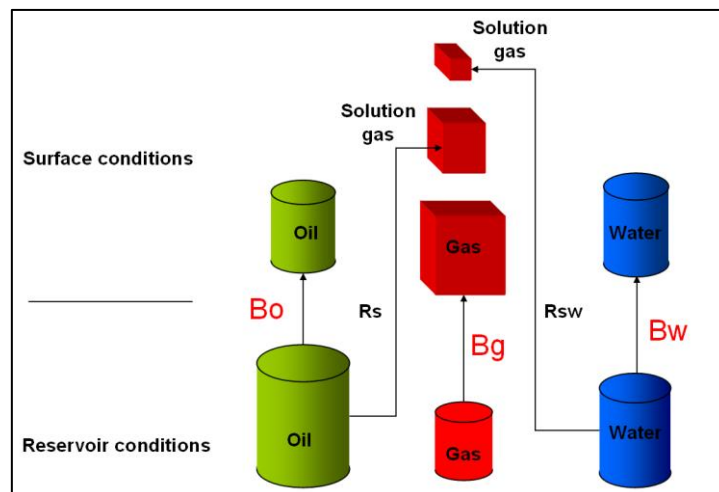 Solution
gas
Solution
gas
Surface conditions
Oil
Gas
Water
Bo
Rs
Bg
Rsw
Bw
Reservoir conditions
Oil
Gas
Water